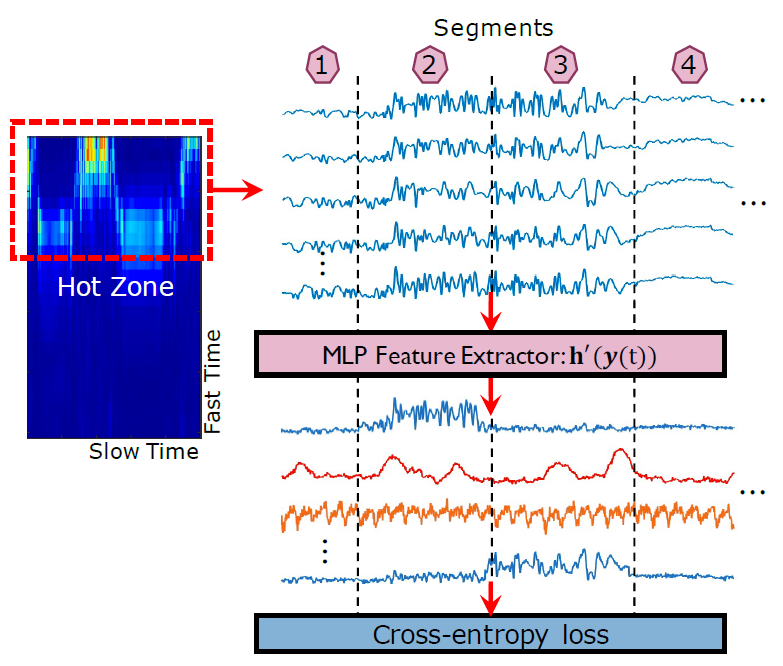 Segments
1 2 3 4
...
...
Hot Zone
Fast Time
Slow Time
⋮
MLP Feature Extractor: h′(y(t))
...
⋮
Cross-entropy loss